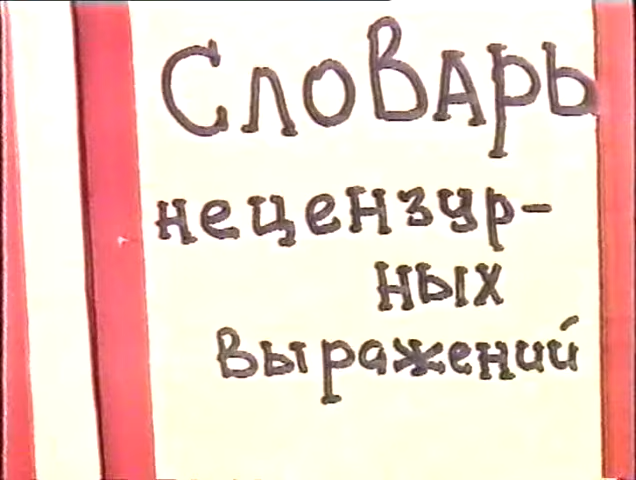 Словарь
нецензур-
ных
выражений